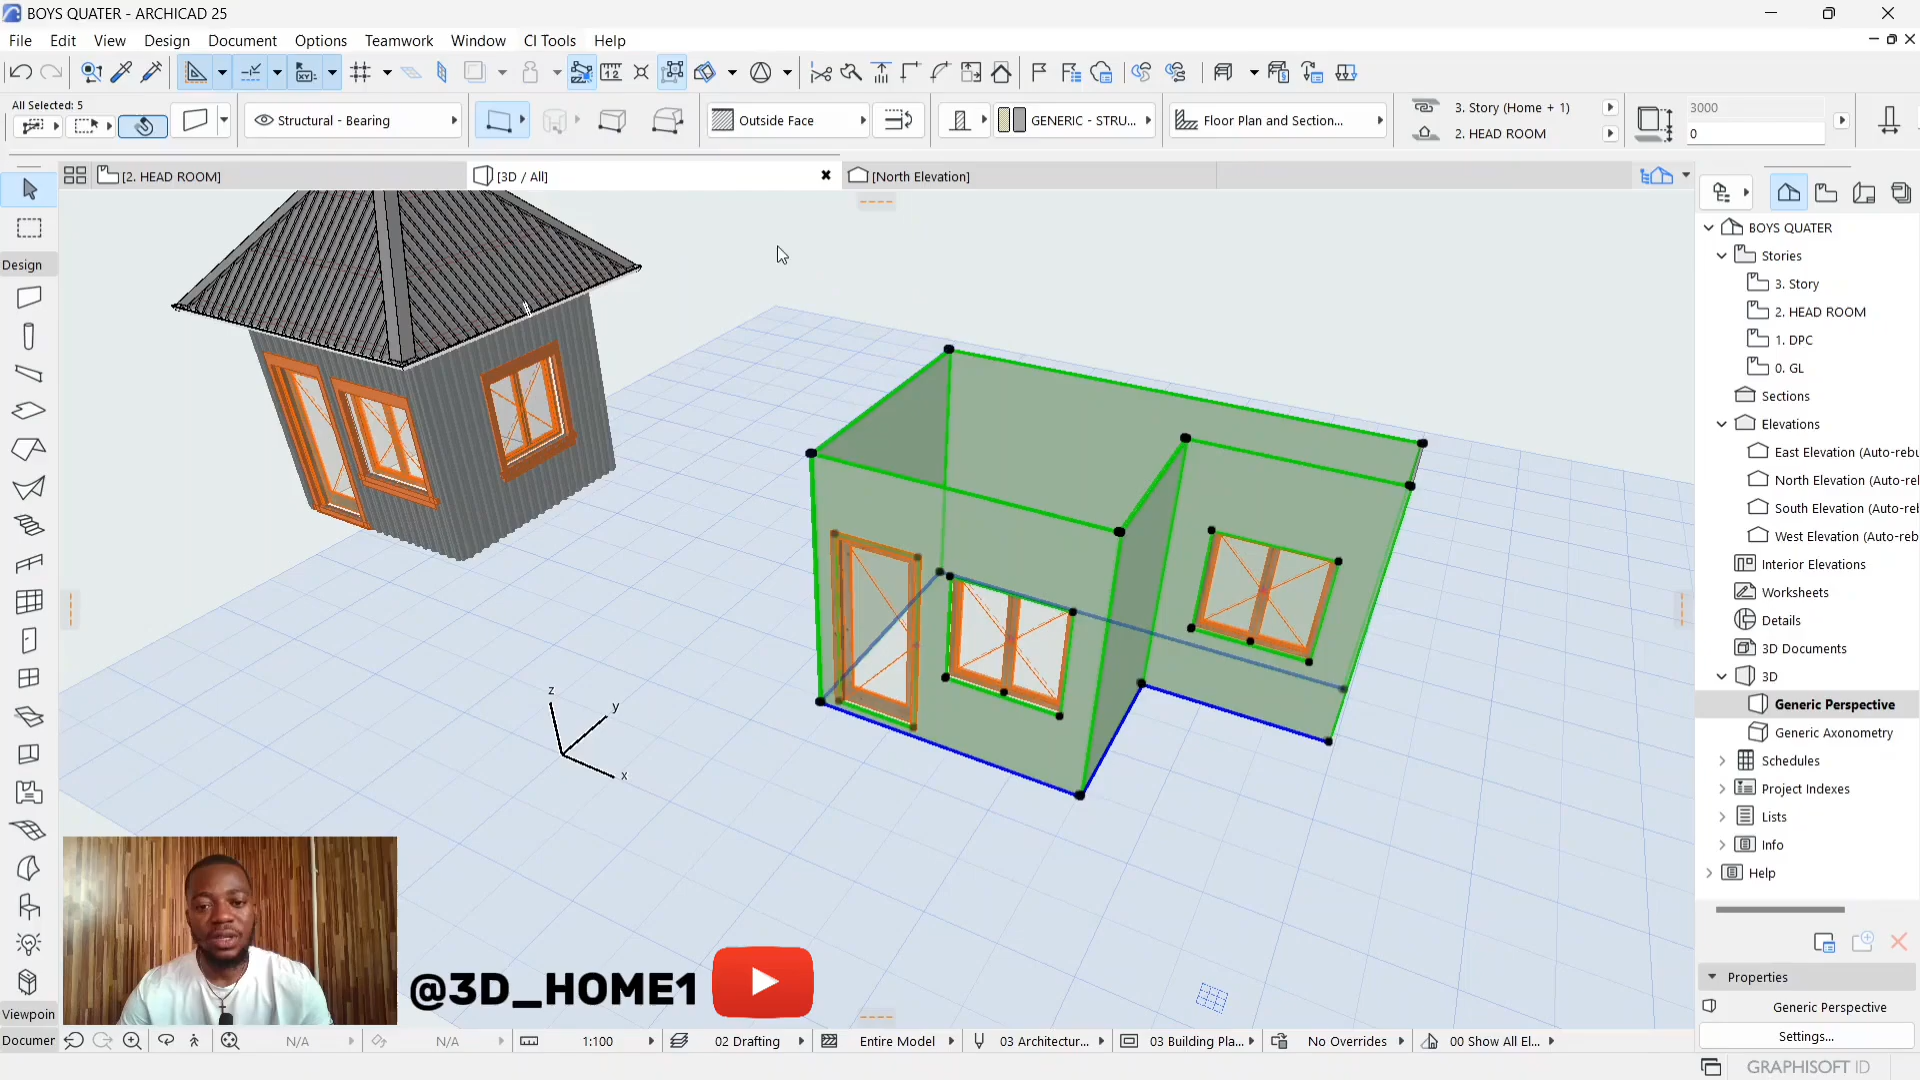 BOYS QUATER - ARCHICAD 25
File Edit View Design Document Options Teamwork Window CI Tools Help
All Selected: 5
Structural - Bearing
Outside Face
GENERIC - STRU...
Floor Plan and Section...
3. Story (Home + 1)
2. HEAD ROOM
3000
0
[2. HEAD ROOM]
[3D / All]
[North Elevation]
Design
BOYS QUATER
Stories
3. Story
2. HEAD ROOM
1. DPC
0. GL
Sections
Elevations
East Elevation (Auto-rebu
North Elevation (Auto-rel
South Elevation (Auto-re
West Elevation (Auto-reb
Interior Elevations
Worksheets
Details
3D Documents
3D
Generic Perspective
Generic Axonometry
Schedules
Project Indexes
Lists
Info
Help
z
y
x
@3D_HOME1
Properties
Generic Perspective
Settings...
Viewpoin
Documer
N/A
N/A
1:100
02 Drafting
Entire Model
03 Architectur...
03 Building Pla...
No Overrides
00 Show All El...
GRAPHISOFT ID